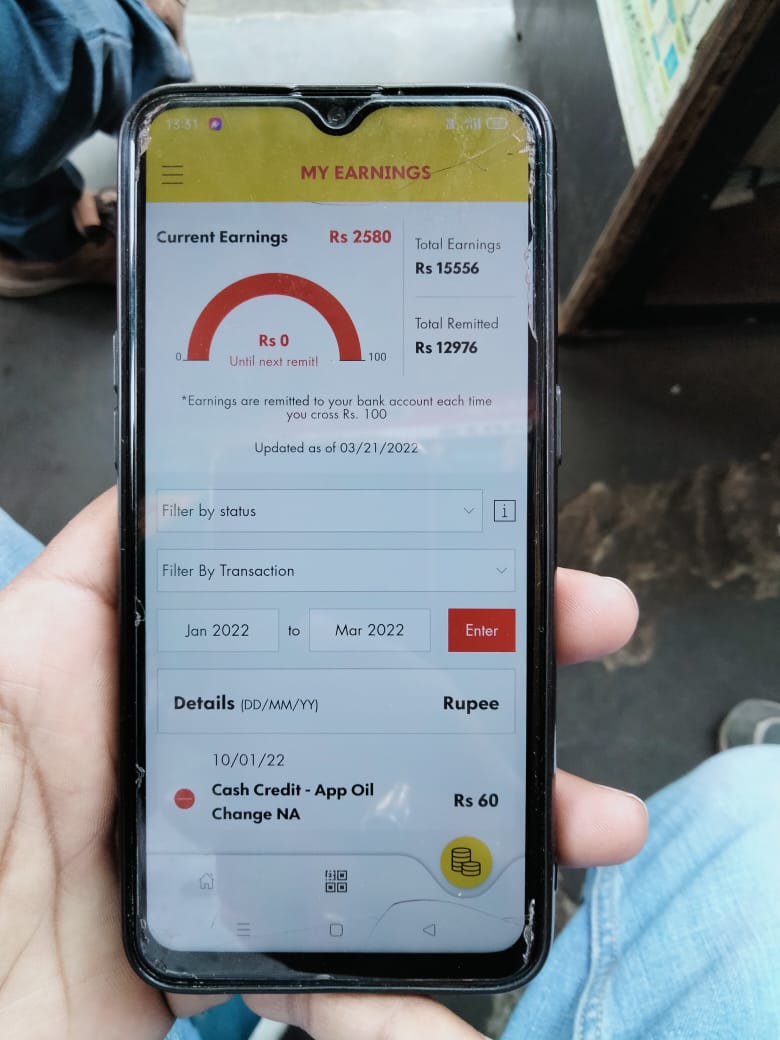 13:31
MY EARNINGS
Current Earnings Rs 2580
Total Earnings
Rs 15556
Rs 0
Until next remit!
0 100
Total Remitted
Rs 12976
*Earnings are remitted to your bank account each time
you cross Rs. 100
Updated as of 03/21/2022
Filter by status
i
Filter By Transaction
Jan 2022 to Mar 2022 Enter
Details (DD/MM/YY) Rupee
10/01/22
Cash Credit - App Oil
Change NA
Rs 60